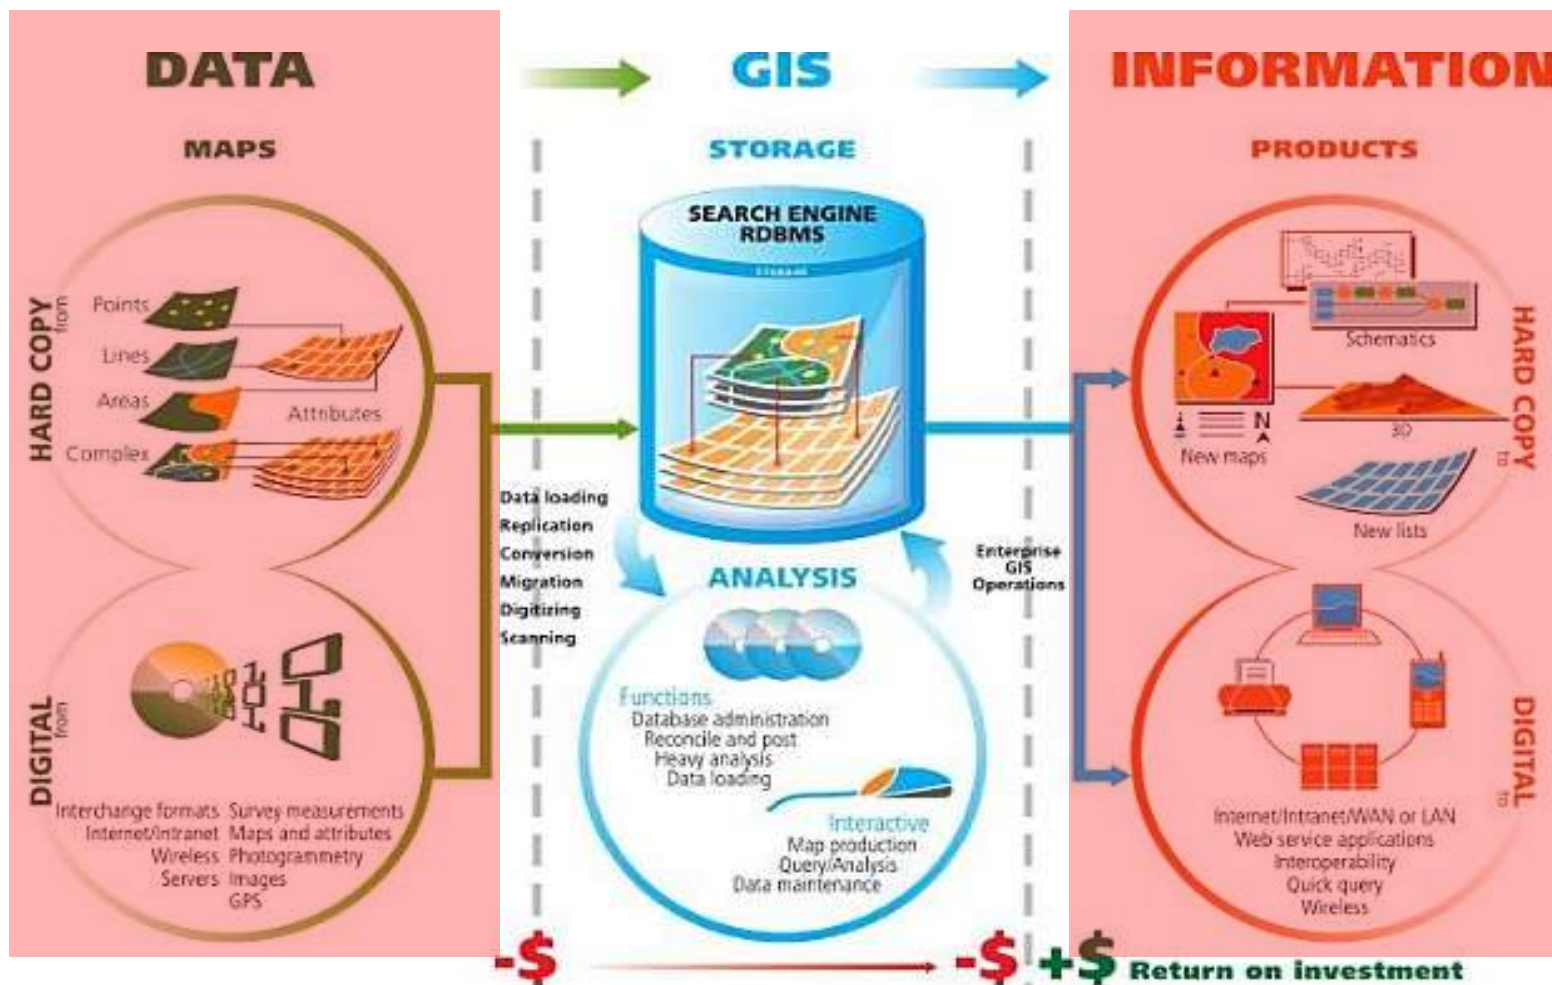 DATA
GIS
INFORMATION
MAPS
STORAGE
PRODUCTS
HARD COPY
from
Points
Lines
Areas
Attributes
Complex
SEARCH ENGINE
RDBMS
STORAGE
Schematics
3D
N
New maps
New lists
HARD COPY
to
Data loading
Replication
Conversion
Migration
Digitizing
Scanning
Enterprise
GIS
Operations
ANALYSIS
Functions
Database administration
Reconcile and post
Heavy analysis
Data loading
Interactive
Map production
Query/Analysis
Data maintenance
DIGITAL
from
Interchange formats Survey measurements
Internet/Intranet Maps and attributes
Wireless Photogrammetry
Servers Images
GPS
Internet/Intranet/WAN or LAN
Web service applications
Interoperability
Quick query
Wireless
DIGITAL
to
-$
-$ +$ Return on investment